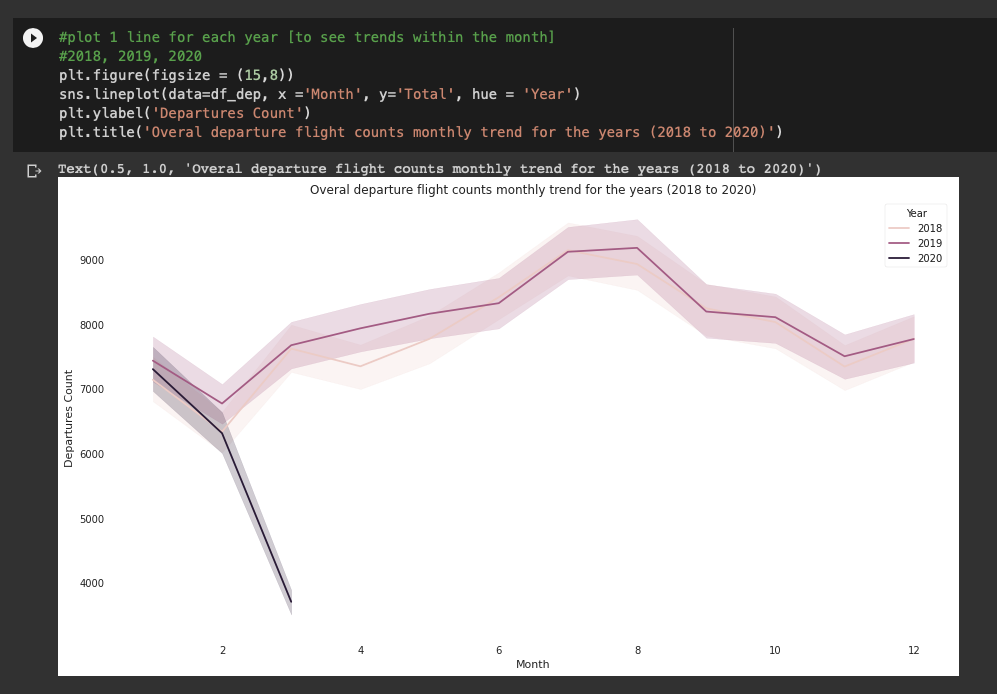 #plot 1 line for each year [to see trends within the month]
#2018, 2019, 2020
plt.figure(figsize = (15,8))
sns.lineplot(data=df_dep, x ='Month', y='Total', hue = 'Year')
plt.ylabel('Departures Count')
plt.title('Overal departure flight counts monthly trend for the years (2018 to 2020)')
Text(0.5, 1.0, 'Overal departure flight counts monthly trend for the years (2018 to 2020)')
Overal departure flight counts monthly trend for the years (2018 to 2020)
Year
2018
2019
2020
9000
8000
7000
6000
5000
4000
Departures Count
2 4 6 8 10 12
Month